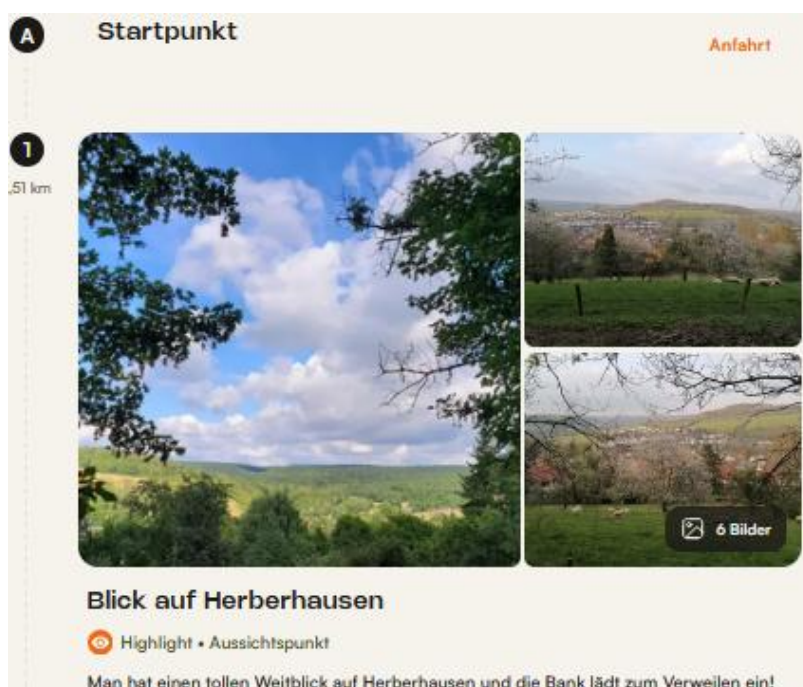 A
Startpunkt
Anfahrt
1
,51 km
6 Bilder
Blick auf Herberhausen
Highlight • Aussichtspunkt
Man hat einen tollen Weitblick auf Herberhausen und die Bank lädt zum Verweilen ein!